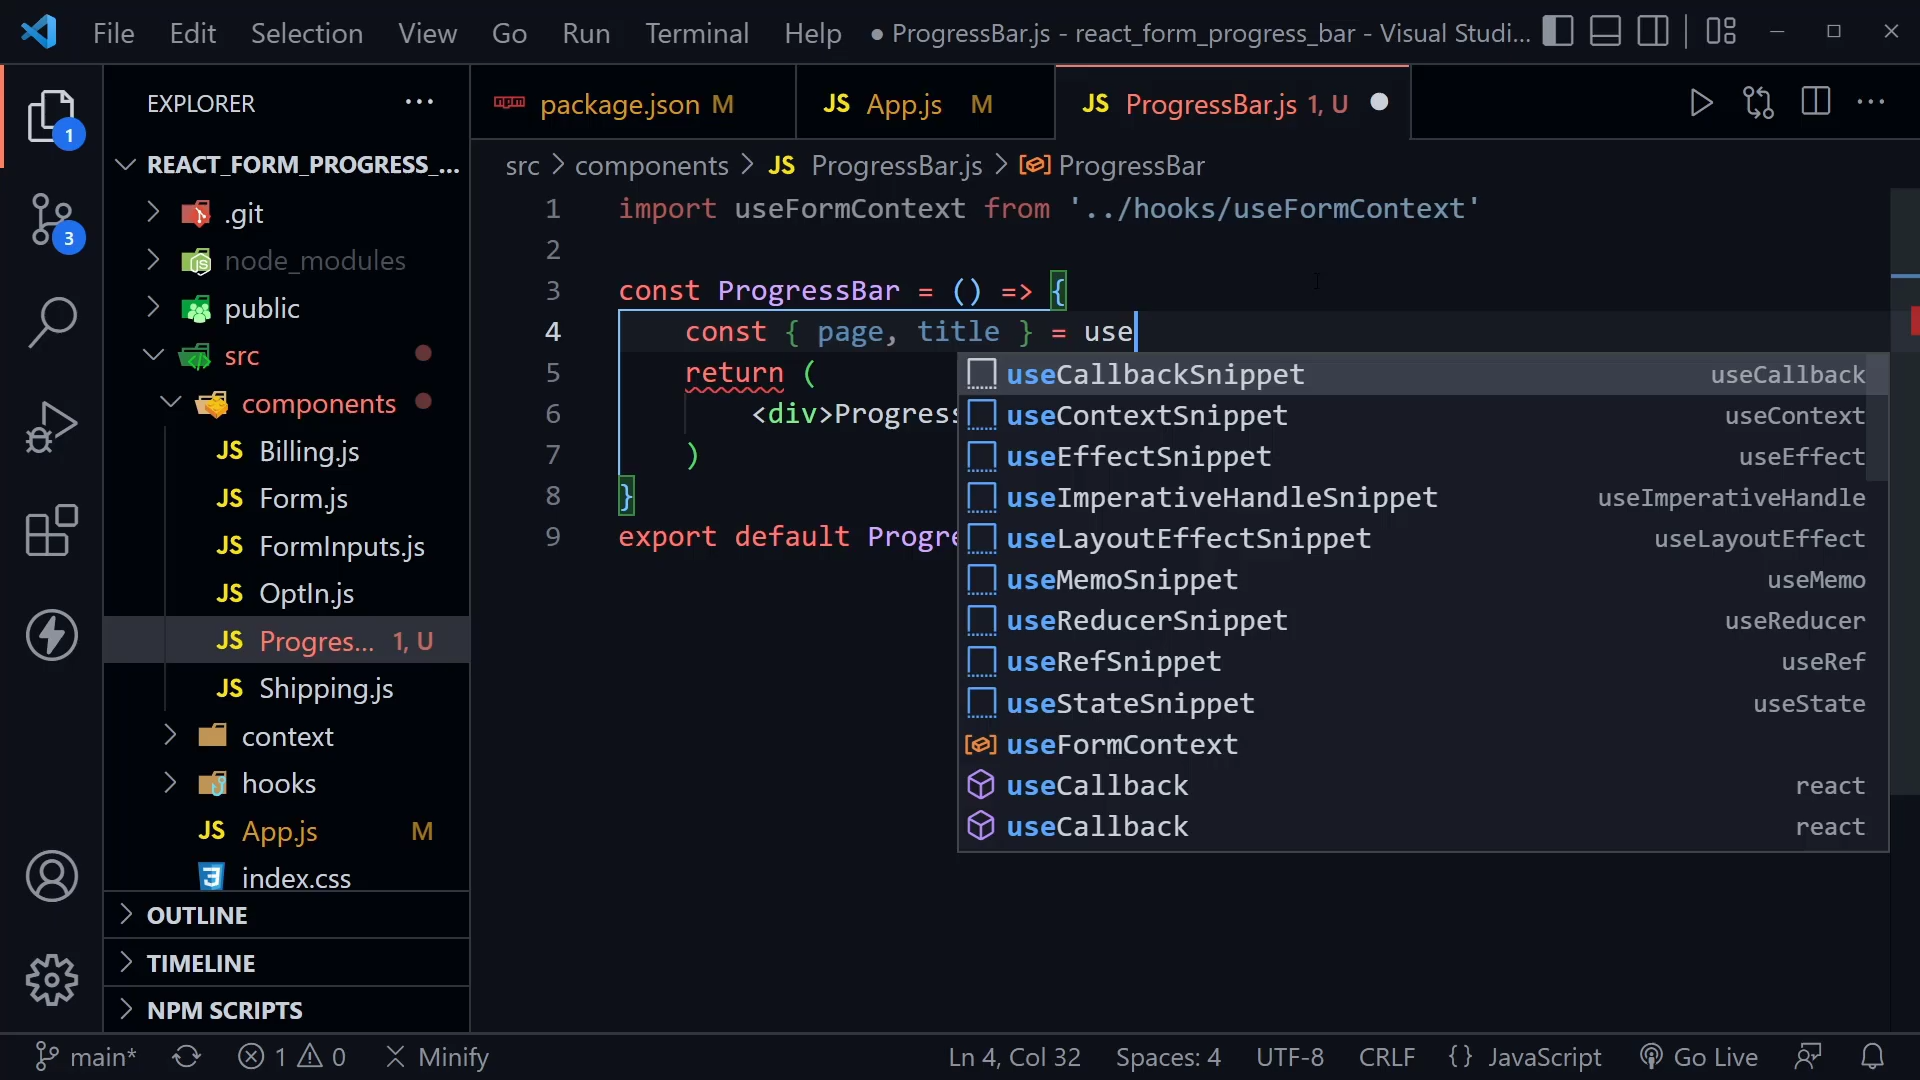 File Edit Selection View Go Run Terminal Help ● ProgressBar.js - react_form_progress_bar - Visual Studi...
EXPLORER ...
package.json M
JS App.js M
JS ProgressBar.js 1, U
1
3
REACT_FORM_PROGRESS_...
.git
node_modules
public
src
components
JS Billing.js
JS Form.js
JS FormInputs.js
JS OptIn.js
JS Progres... 1, U
JS Shipping.js
context
hooks
JS App.js M
index.css
OUTLINE
TIMELINE
NPM SCRIPTS
src > components > JS ProgressBar.js > ProgressBar
1 import useFormContext from '../hooks/useFormContext'
2
3 const ProgressBar = () => {
4 const { page, title } = use
5 return (
6 <div>Progress
7 )
8 }
9 export default Progre
useCallbackSnippet useCallback
useContextSnippet useContext
useEffectSnippet useEffect
useImperativeHandleSnippet useImperativeHandle
useLayoutEffectSnippet useLayoutEffect
useMemoSnippet useMemo
useReducerSnippet useReducer
useRefSnippet useRef
useStateSnippet useState
useFormContext
useCallback react
useCallback react
main* 1 0 Minify Ln 4, Col 32 Spaces: 4 UTF-8 CRLF {} JavaScript Go Live